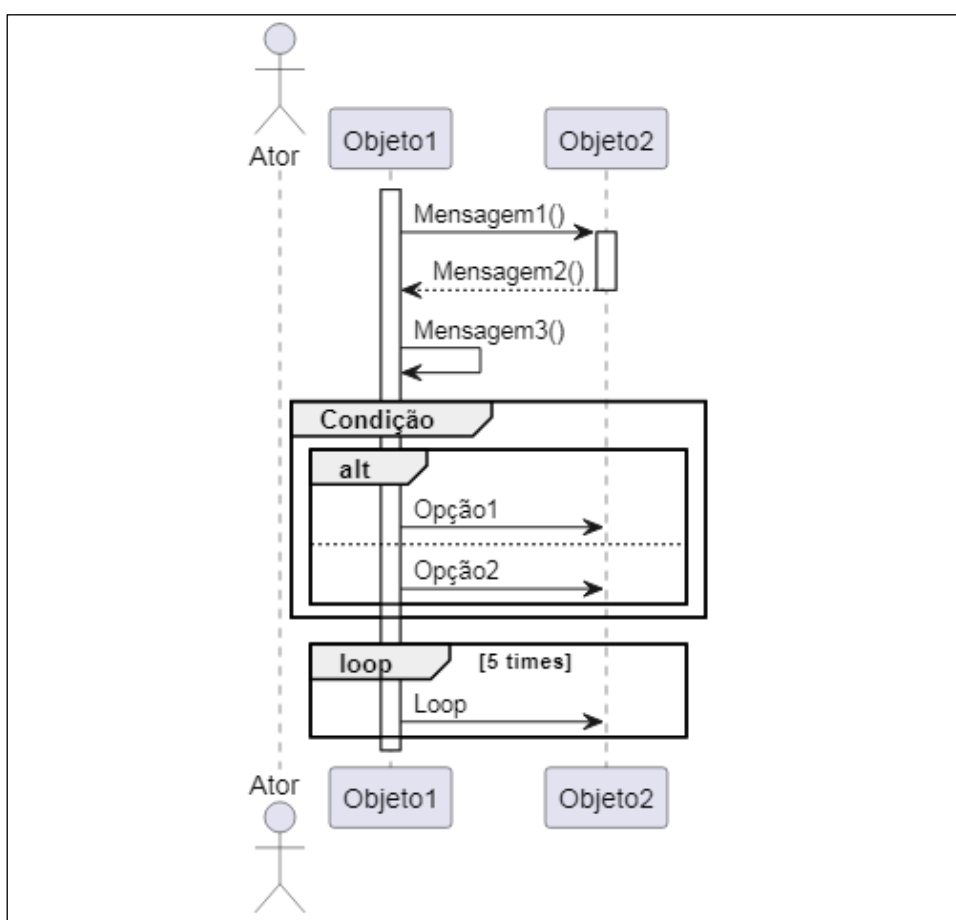 Ator
Objeto1
Objeto2
Mensagem1()
Mensagem2()
Mensagem3()
Condição
alt
Opção1
Opção2
loop [5 times]
Loop
Ator
Objeto1
Objeto2